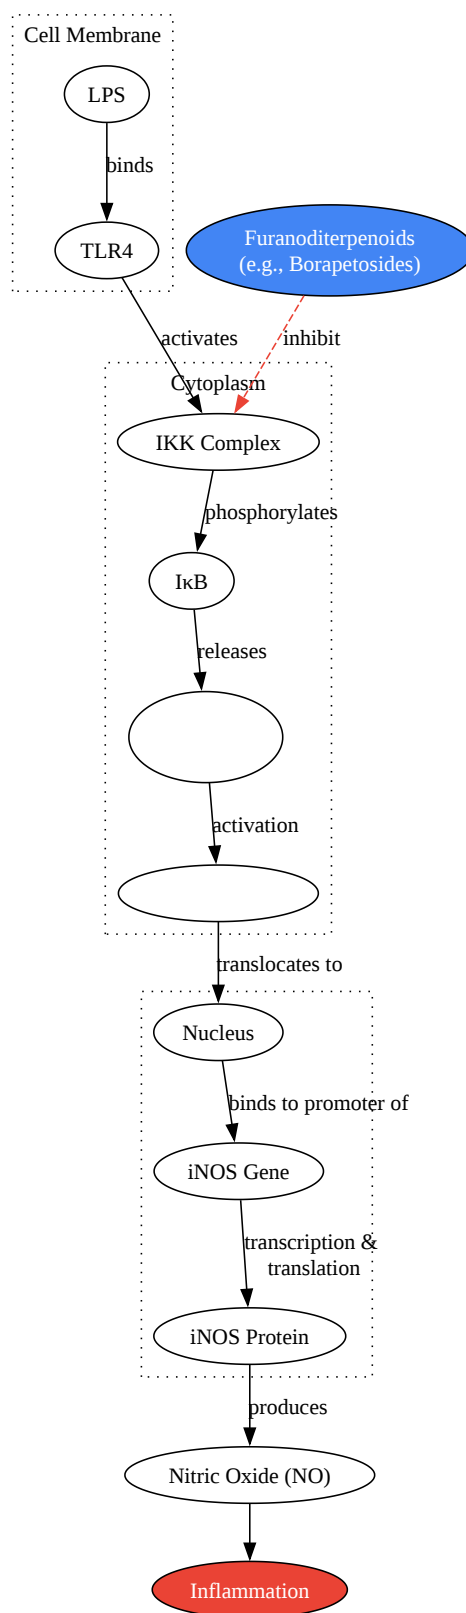 Cell Membrane
LPS
binds
TLR4
Furanoditerpenoids
(e.g., Borapetosides)
activates
inhibit
Cytoplasm
IKK Complex
phosphorylates
IκB
releases
activation
translocates to
Nucleus
binds to promoter of
iNOS Gene
transcription &
translation
iNOS Protein
produces
Nitric Oxide (NO)
Inflammation